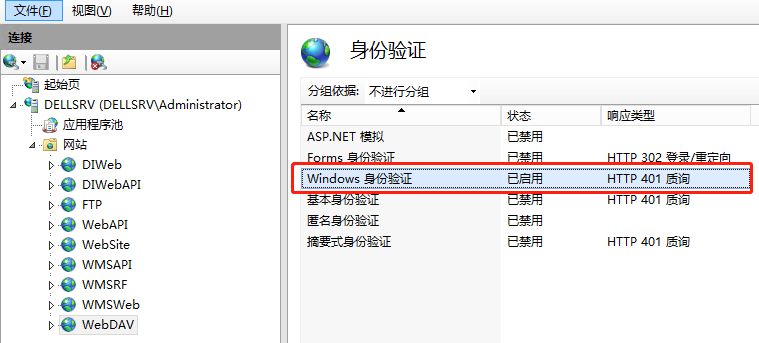 文件(F) 视图(V) 帮助(H)
连接
起始页
DELLSRV (DELLSRV\Administrator)
应用程序池
网站
DIWeb
DIWebAPI
FTP
WebAPI
WebSite
WMSAPI
WMSRF
WMSWeb
WebDAV
身份验证
分组依据: 不进行分组
名称 状态 响应类型
ASP.NET 模拟 已禁用
Forms 身份验证 已禁用 HTTP 302 登录/重定向
Windows 身份验证 已启用 HTTP 401 质询
基本身份验证 已禁用 HTTP 401 质询
匿名身份验证 已禁用
摘要式身份验证 已禁用 HTTP 401 质询